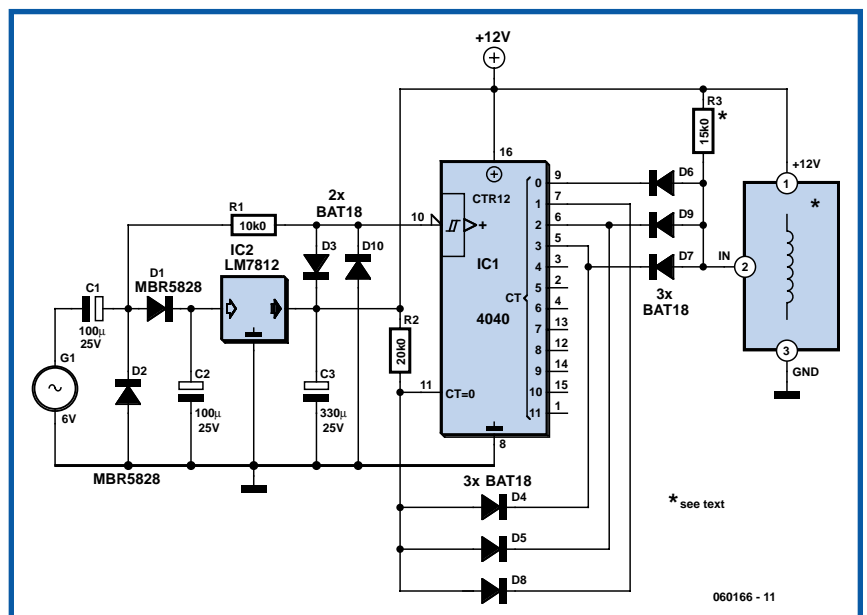 +12V
R3
15k0
*
16
+12V
1
*
2x
BAT18
CTR12
0
9
D6
R1
10k0
10
+
1
7
IC2
LM7812
D3
D10
IC1
2
6
D9
3
5
IN
2
C1
D1
MBR5828
4
3
D7
CT
5
2
4040
6
4
3x
BAT18
100µ
25V
R2
20k0
7
13
8
12
3
GND
G1
D2
C2
C3
9
14
11
CT=0
10
15
6V
100µ
25V
330µ
25V
11
1
8
MBR5828
3x BAT18
D4
*see text
D5
D8
060166 - 11